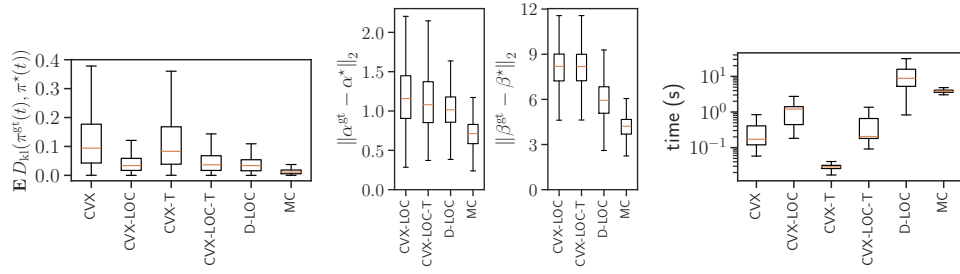 E D_kl(π^gt(t), π*(t))
0.4
0.3
0.2
0.1
0.0
CVX
CVX-LOC
CVX-T
CVX-LOC-T
D-LOC
MC
||α^gt − α*||_2
2.0
1.5
1.0
0.5
0.0
CVX-LOC
CVX-LOC-T
D-LOC
MC
||β^gt − β*||_2
12
9
6
3
0
CVX-LOC
CVX-LOC-T
D-LOC
MC
time (s)
10^1
10^0
10^−1
CVX
CVX-LOC
CVX-T
CVX-LOC-T
D-LOC
MC